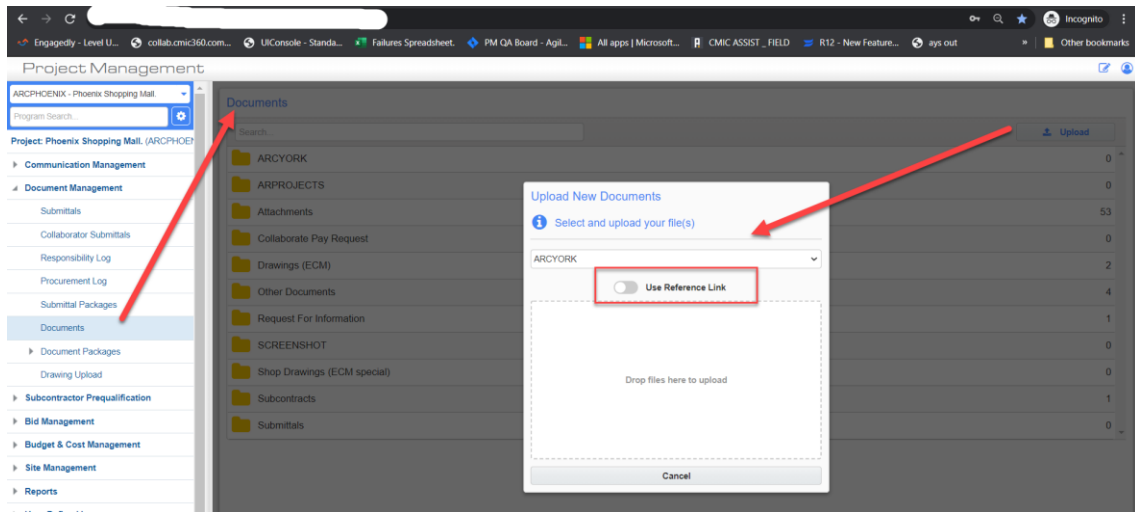 Incognito
Engagedly - Level U...
collab.cmic360.com...
UIConsole - Standa...
Failures Spreadsheet.
PM QA Board - Agil...
All apps | Microsoft...
CMIC ASSIST _ FIELD
R12 - New Feature...
ays out
»
Other bookmarks
Project Management
ARCPHOENIX - Phoenix Shopping Mall.
Program Search...
Project: Phoenix Shopping Mall. (ARCPHOEN
Communication Management
Document Management
Submittals
Collaborator Submittals
Responsibility Log
Procurement Log
Submittal Packages
Documents
Document Packages
Drawing Upload
Subcontractor Prequalification
Bid Management
Budget & Cost Management
Site Management
Reports
Documents
Search...
Upload
ARCYORK 0
ARPROJECTS 0
Attachments 53
Collaborate Pay Request 0
Drawings (ECM) 2
Other Documents 4
Request For Information 1
SCREENSHOT 0
Shop Drawings (ECM special) 0
Subcontracts 1
Submittals 0
Upload New Documents
Select and upload your file(s)
ARCYORK
Use Reference Link
Drop files here to upload
Cancel